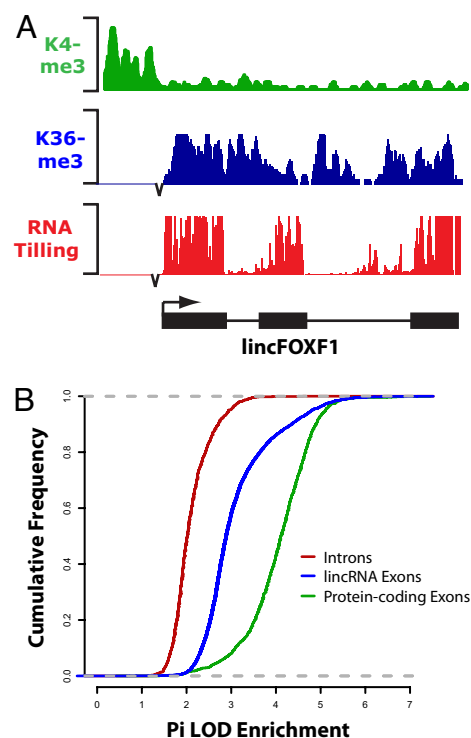 A
K4-
me3
K36-
me3
RNA
Tilling
lincFOXF1
B
Cumulative Frequency
1.0
0.8
0.6
0.4
0.2
0.0
Introns
lincRNA Exons
Protein-coding Exons
0 1 2 3 4 5 6 7
Pi LOD Enrichment